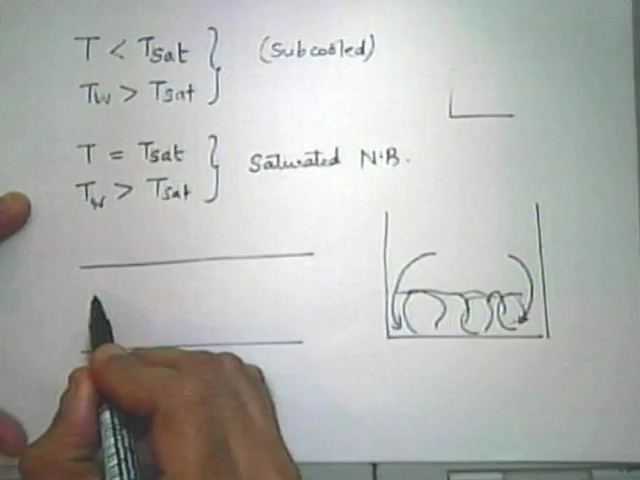 T < Tsat } (Subcooled)
Tw > Tsat
T = Tsat } Saturated N.B.
Tw > Tsat